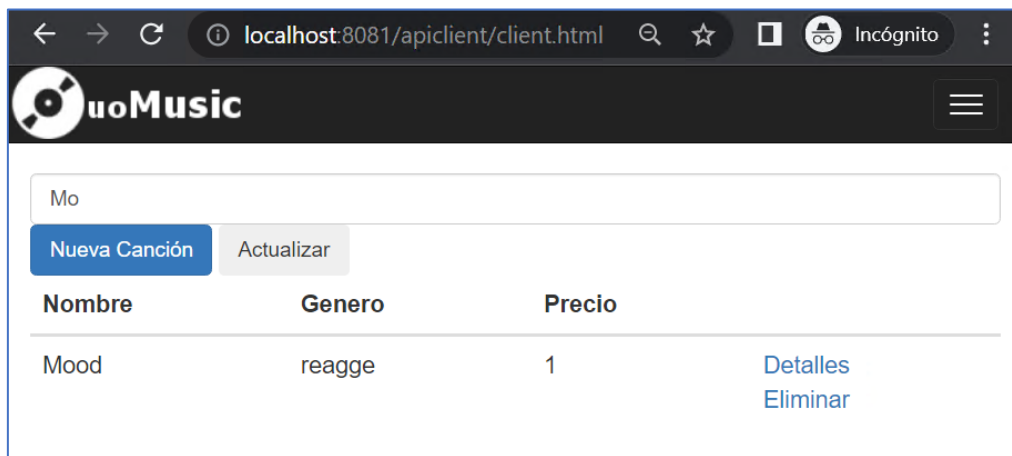 localhost:8081/apiclient/client.html Incógnito
uoMusic
Mo
Nueva Canción Actualizar
Nombre Genero Precio
Mood reagge 1 Detalles
Eliminar